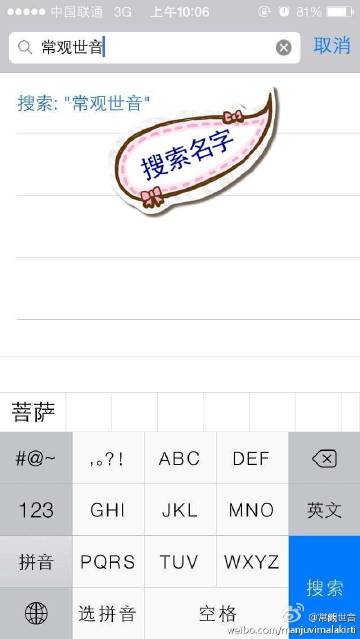 中国联通 3G 上午10:06 81%
常观世音 取消
搜索: "常观世音"
搜索名字
菩萨
#@~ ,。?! ABC DEF
123 GHI JKL MNO 英文
拼音 PQRS TUV WXYZ 搜索
选拼音 空格
@常觀世音
weibo.com/manjuvimalakirti